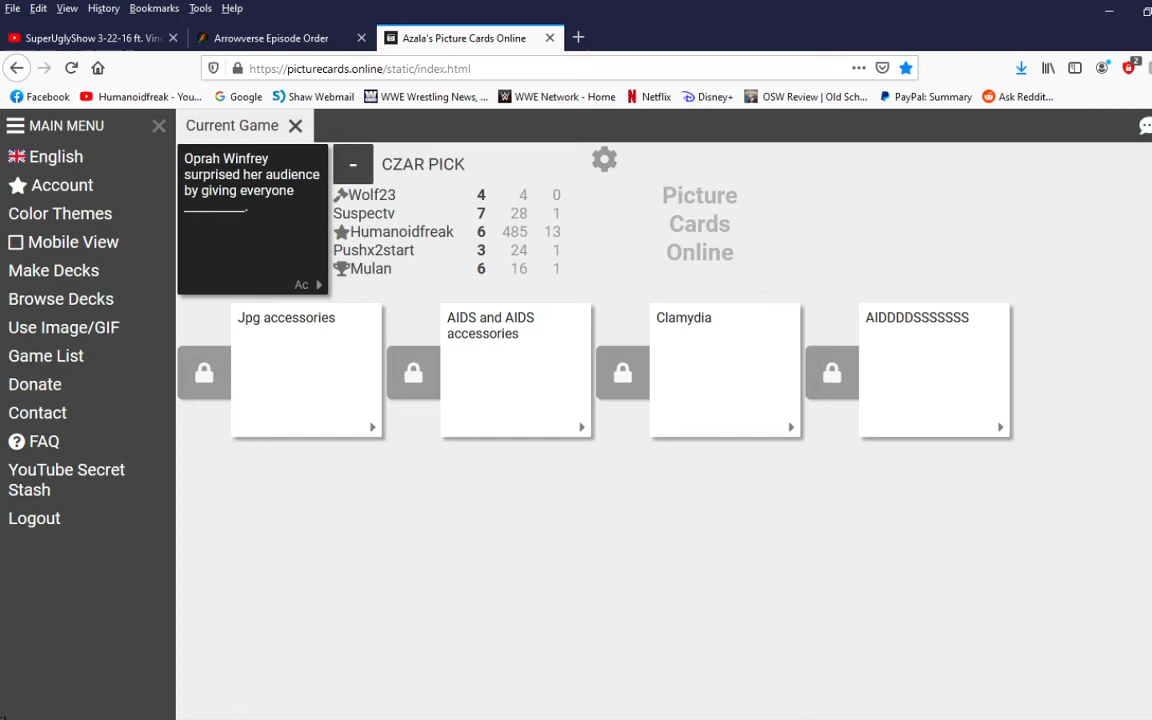 File Edit View History Bookmarks Tools Help
SuperUglyShow 3-22-16 ft. Vinc
Arrowverse Episode Order
Azala's Picture Cards Online
https://picturecards.online/static/index.html
2
Facebook Humanoidfreak - You... Google Shaw Webmail WWE Wrestling News, ... WWE Network - Home Netflix Disney+ OSW Review | Old Sch... PayPal: Summary Ask Reddit...
MAIN MENU
English
Account
Color Themes
Mobile View
Make Decks
Browse Decks
Use Image/GIF
Game List
Donate
Contact
FAQ
YouTube Secret
Stash
Logout
Current Game
Oprah Winfrey
surprised her audience
by giving everyone
________.
Ac
- CZAR PICK
Wolf23 4 4 0
Suspectv 7 28 1
Humanoidfreak 6 485 13
Pushx2start 3 24 1
Mulan 6 16 1
Picture
Cards
Online
Jpg accessories
AIDS and AIDS
accessories
Clamydia
AIDDDDSSSSSSS